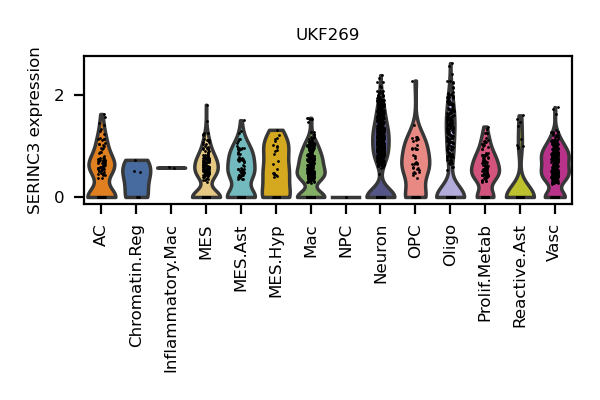 UKF269
SERINC3 expression
2
0
AC
Chromatin.Reg
Inflammatory.Mac
MES
MES.Ast
MES.Hyp
Mac
NPC
Neuron
OPC
Oligo
Prolif.Metab
Reactive.Ast
Vasc